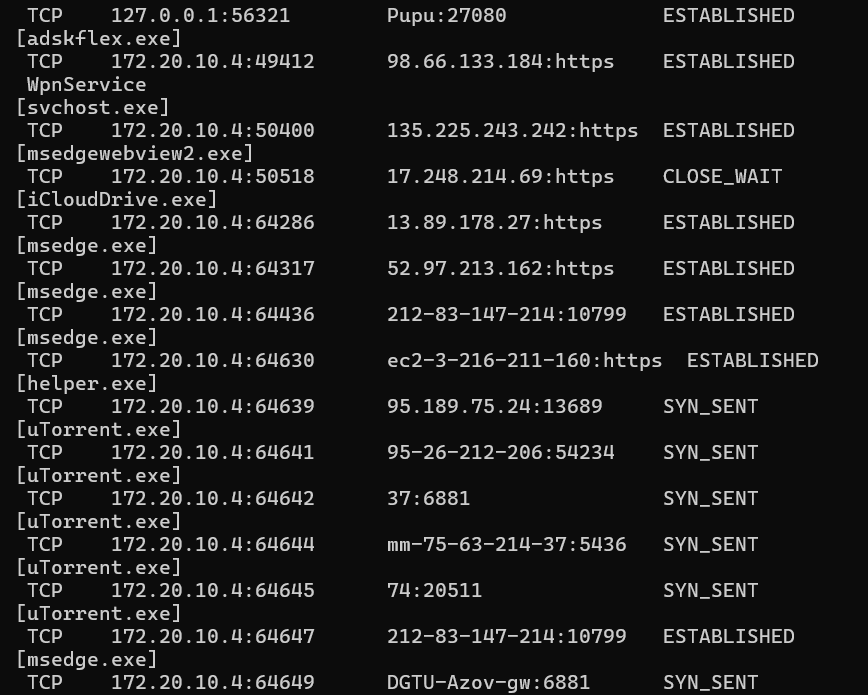 TCP    127.0.0.1:56321        Pupu:27080             ESTABLISHED
[adskflex.exe]
TCP    172.20.10.4:49412      98.66.133.184:https    ESTABLISHED
WpnService
[svchost.exe]
TCP    172.20.10.4:50400      135.225.243.242:https  ESTABLISHED
[msedgewebview2.exe]
TCP    172.20.10.4:50518      17.248.214.69:https    CLOSE_WAIT
[iCloudDrive.exe]
TCP    172.20.10.4:64286      13.89.178.27:https     ESTABLISHED
[msedge.exe]
TCP    172.20.10.4:64317      52.97.213.162:https    ESTABLISHED
[msedge.exe]
TCP    172.20.10.4:64436      212-83-147-214:10799   ESTABLISHED
[msedge.exe]
TCP    172.20.10.4:64630      ec2-3-216-211-160:https  ESTABLISHED
[helper.exe]
TCP    172.20.10.4:64639      95.189.75.24:13689     SYN_SENT
[uTorrent.exe]
TCP    172.20.10.4:64641      95-26-212-206:54234    SYN_SENT
[uTorrent.exe]
TCP    172.20.10.4:64642      37:6881                SYN_SENT
[uTorrent.exe]
TCP    172.20.10.4:64644      mm-75-63-214-37:5436   SYN_SENT
[uTorrent.exe]
TCP    172.20.10.4:64645      74:20511               SYN_SENT
[uTorrent.exe]
TCP    172.20.10.4:64647      212-83-147-214:10799   ESTABLISHED
[msedge.exe]
TCP    172.20.10.4:64649      DGTU-Azov-gw:6881      SYN_SENT